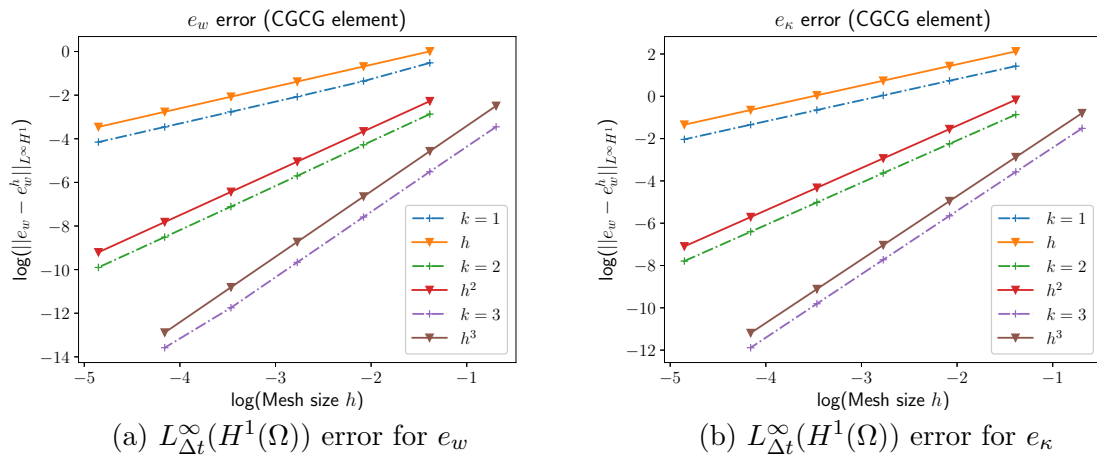 e_w error (CGCG element)
log(||e_w − e_w^h||_{L^∞H^1})
0
−2
−4
−6
−8
−10
−12
−14
k = 1
h
k = 2
h^2
k = 3
h^3
−5
−4
−3
−2
−1
log(Mesh size h)
(a) L^∞_{Δt}(H^1(Ω)) error for e_w
e_κ error (CGCG element)
log(||e_w − e_w^h||_{L^∞H^1})
2
0
−2
−4
−6
−8
−10
−12
k = 1
h
k = 2
h^2
k = 3
h^3
−5
−4
−3
−2
−1
log(Mesh size h)
(b) L^∞_{Δt}(H^1(Ω)) error for e_κ